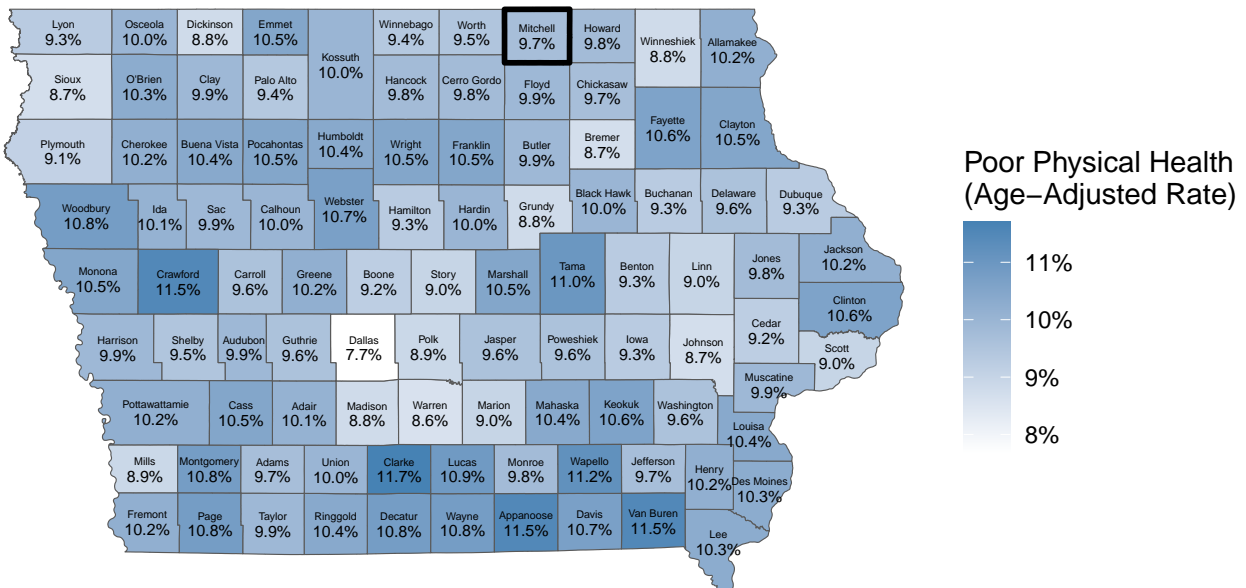 Lyon
9.3%
Osceola
10.0%
Dickinson
8.8%
Emmet
10.5%
Winnebago
9.4%
Worth
9.5%
Mitchell
9.7%
Howard
9.8%
Winneshiek
8.8%
Allamakee
10.2%
Kossuth
10.0%
Sioux
8.7%
O'Brien
10.3%
Clay
9.9%
Palo Alto
9.4%
Hancock
9.8%
Cerro Gordo
9.8%
Floyd
9.9%
Chickasaw
9.7%
Fayette
10.6%
Clayton
10.5%
Plymouth
9.1%
Cherokee
10.2%
Buena Vista
10.4%
Pocahontas
10.5%
Humboldt
10.4%
Wright
10.5%
Franklin
10.5%
Butler
9.9%
Bremer
8.7%
Woodbury
10.8%
Ida
10.1%
Sac
9.9%
Calhoun
10.0%
Webster
10.7%
Hamilton
9.3%
Hardin
10.0%
Grundy
8.8%
Black Hawk
10.0%
Buchanan
9.3%
Delaware
9.6%
Dubuque
9.3%
Monona
10.5%
Crawford
11.5%
Carroll
9.6%
Greene
10.2%
Boone
9.2%
Story
9.0%
Marshall
10.5%
Tama
11.0%
Benton
9.3%
Linn
9.0%
Jones
9.8%
Jackson
10.2%
Clinton
10.6%
Harrison
9.9%
Shelby
9.5%
Audubon
9.9%
Guthrie
9.6%
Dallas
7.7%
Polk
8.9%
Jasper
9.6%
Poweshiek
9.6%
Iowa
9.3%
Johnson
8.7%
Cedar
9.2%
Scott
9.0%
Muscatine
9.9%
Pottawattamie
10.2%
Cass
10.5%
Adair
10.1%
Madison
8.8%
Warren
8.6%
Marion
9.0%
Mahaska
10.4%
Keokuk
10.6%
Washington
9.6%
Louisa
10.4%
Mills
8.9%
Montgomery
10.8%
Adams
9.7%
Union
10.0%
Clarke
11.7%
Lucas
10.9%
Monroe
9.8%
Wapello
11.2%
Jefferson
9.7%
Henry
10.2%
Des Moines
10.3%
Fremont
10.2%
Page
10.8%
Taylor
9.9%
Ringgold
10.4%
Decatur
10.8%
Wayne
10.8%
Appanoose
11.5%
Davis
10.7%
Van Buren
11.5%
Lee
10.3%
Poor Physical Health
(Age−Adjusted Rate)
11%
10%
9%
8%